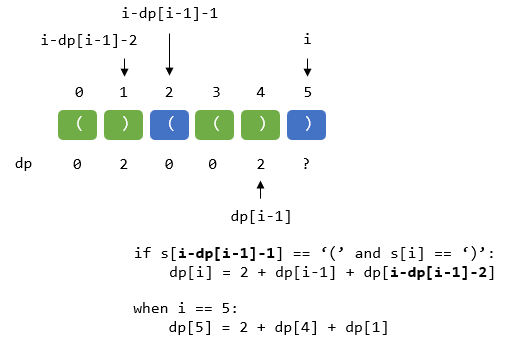 i-dp[i-1]-1
i-dp[i-1]-2 i
0 1 2 3 4 5
( ) ( ( ) )
dp 0 2 0 0 2 ?
dp[i-1]
if s[i-dp[i-1]-1] == ‘(’ and s[i] == ‘)’:
dp[i] = 2 + dp[i-1] + dp[i-dp[i-1]-2]
when i == 5:
dp[5] = 2 + dp[4] + dp[1]